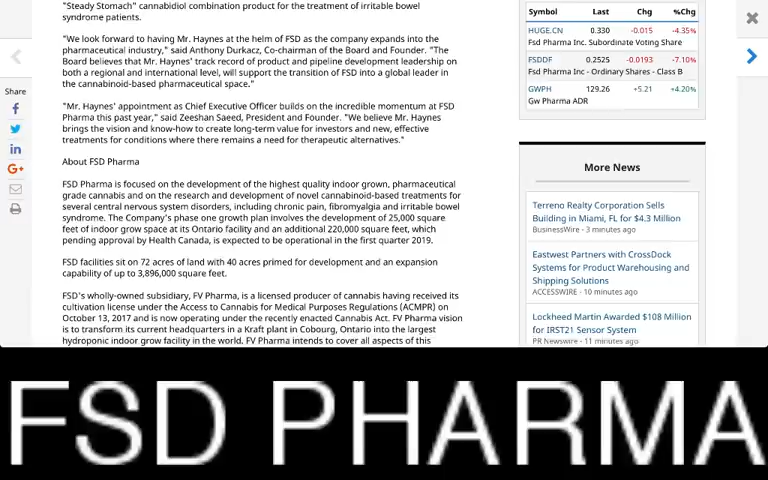 "Steady Stomach" cannabidiol combination product for the treatment of irritable bowel
syndrome patients.
"We look forward to having Mr. Haynes at the helm of FSD as the company expands into the
pharmaceutical industry," said Anthony Durkacz, Co-chairman of the Board and Founder. "The
Board believes that Mr. Haynes' track record of product and pipeline development leadership on
both a regional and international level, will support the transition of FSD into a global leader in
the cannabinoid-based pharmaceutical space."
"Mr. Haynes' appointment as Chief Executive Officer builds on the incredible momentum at FSD
Pharma this past year," said Zeeshan Saeed, President and Founder. "We believe Mr. Haynes
brings the vision and know-how to create long-term value for investors and new, effective
treatments for conditions where there remains a need for therapeutic alternatives."
About FSD Pharma
FSD Pharma is focused on the development of the highest quality indoor grown, pharmaceutical
grade cannabis and on the research and development of novel cannabinoid-based treatments for
several central nervous system disorders, including chronic pain, fibromyalgia and irritable bowel
syndrome. The Company's phase one growth plan involves the development of 25,000 square
feet of indoor grow space at its Ontario facility and an additional 220,000 square feet, which
pending approval by Health Canada, is expected to be operational in the first quarter 2019.
FSD facilities sit on 72 acres of land with 40 acres primed for development and an expansion
capability of up to 3,896,000 square feet.
FSD's wholly-owned subsidiary, FV Pharma, is a licensed producer of cannabis having received its
cultivation license under the Access to Cannabis for Medical Purposes Regulations (ACMPR) on
October 13, 2017 and is now operating under the recently enacted Cannabis Act. FV Pharma vision
is to transform its current headquarters in a Kraft plant in Cobourg, Ontario into the largest
hydroponic indoor grow facility in the world. FV Pharma intends to cover all aspects of this
Share
f
in
G+
Symbol Last Chg %Chg
HUGE.CN 0.330 -0.015 -4.35%
Fsd Pharma Inc. Subordinate Voting Share
FSDDF 0.2525 -0.0193 -7.10%
Fsd Pharma Inc - Ordinary Shares - Class B
GWPH 129.26 +5.21 +4.20%
Gw Pharma ADR
More News
Terreno Realty Corporation Sells
Building in Miami, FL for $4.3 Million
BusinessWire - 3 minutes ago
Eastwest Partners with CrossDock
Systems for Product Warehousing and
Shipping Solutions
ACCESSWIRE - 10 minutes ago
Lockheed Martin Awarded $108 Million
for IRST21 Sensor System
PR Newswire - 11 minutes ago
FSD PHARMA